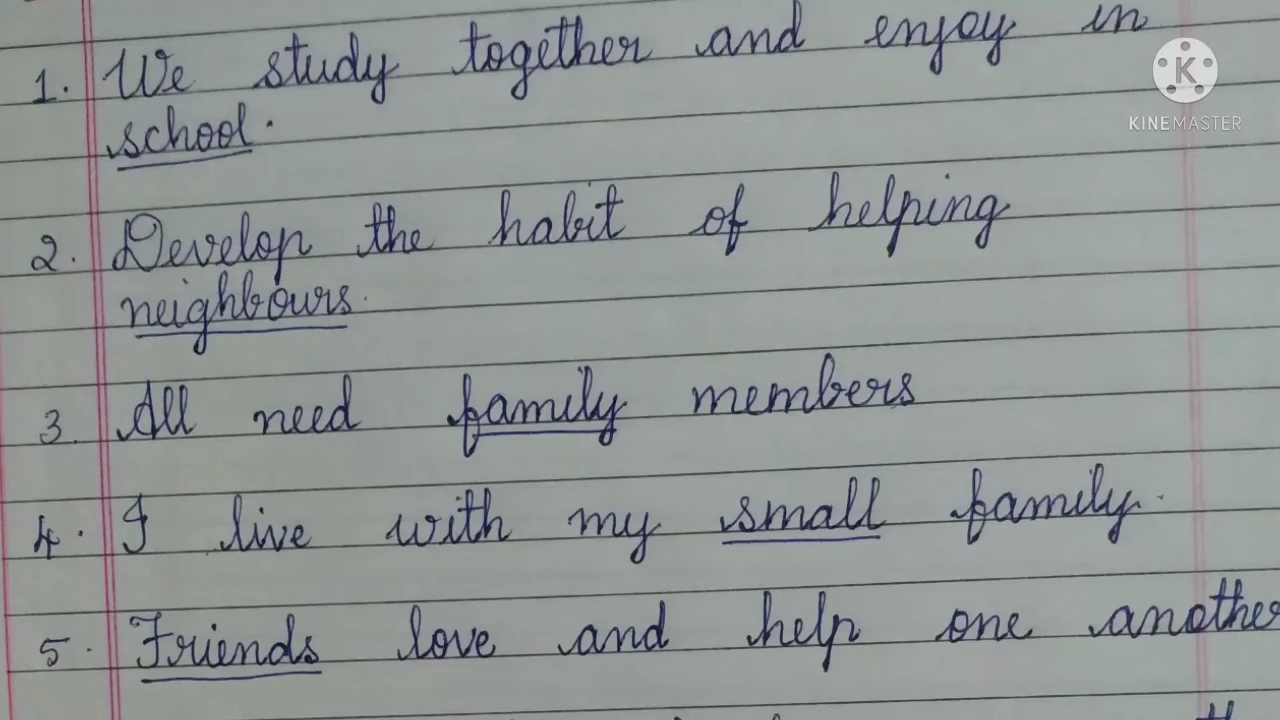 1. We study together and enjoy in
school.
2. Develop the habit of helping
neighbours.
3. All need family members
4. I live with my small family.
5. Friends love and help one another
K
KINEMASTER